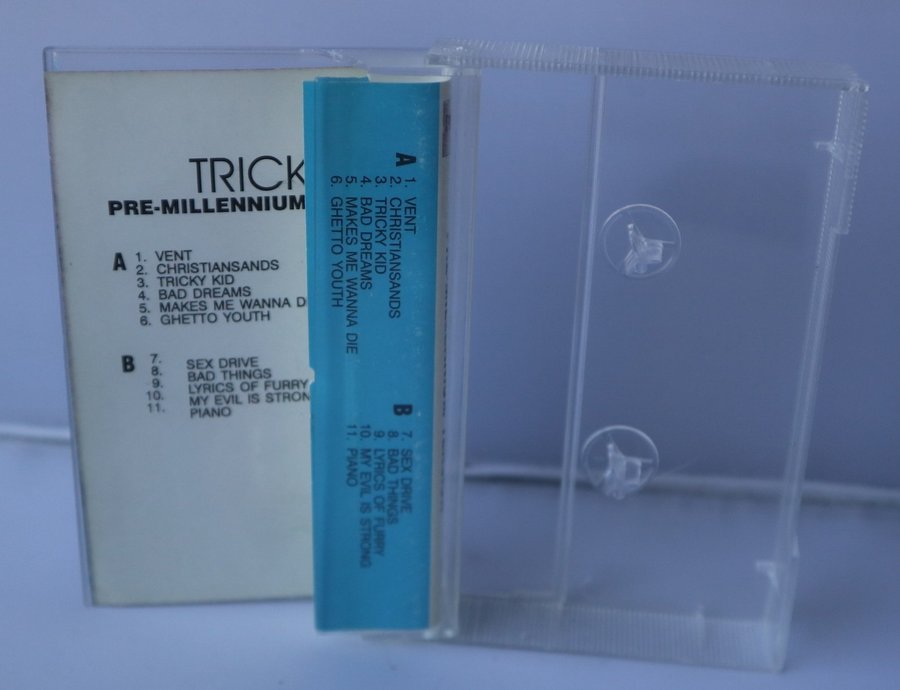 TRICK
PRE-MILLENNIUM
A
1. VENT
2. CHRISTIANSANDS
3. TRICKY KID
4. BAD DREAMS
5. MAKES ME WANNA D
6. GHETTO YOUTH
B
7. SEX DRIVE
8. BAD THINGS
9. LYRICS OF FURRY
10. MY EVIL IS STRON
11. PIANO
A
1. VENT
2. CHRISTIANSANDS
3. TRICKY KID
4. BAD DREAMS
5. MAKES ME WANNA DIE
6. GHETTO YOUTH
B
7. SEX DRIVE
8. BAD THINGS
9. LYRICS OF FURRY
10. MY EVIL IS STRONG
11. PIANO